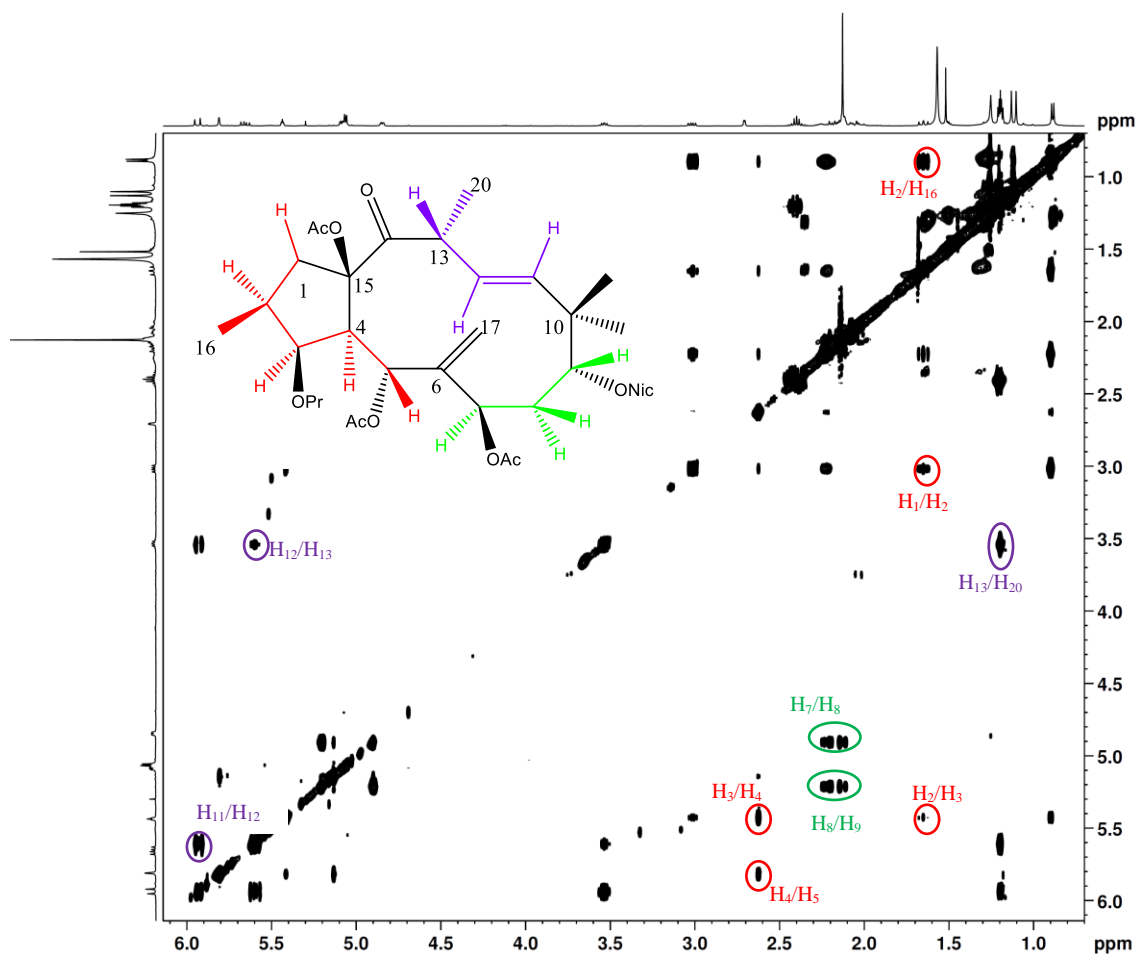 ppm
1.0
H2/H16
20
O
H
H
H
AcO
13
1.5
H
1
15
10
H
17
2.0
16
4
H
6
ONic
H
H
OPr
2.5
AcO
H
H
H
H
OAc
3.0
H1/H2
H12/H13
3.5
H13/H20
4.0
4.5
H7/H8
5.0
H3/H4
H2/H3
H11/H12
H8/H9
5.5
H4/H5
6.0
6.0 5.5 5.0 4.5 4.0 3.5 3.0 2.5 2.0 1.5 1.0 ppm